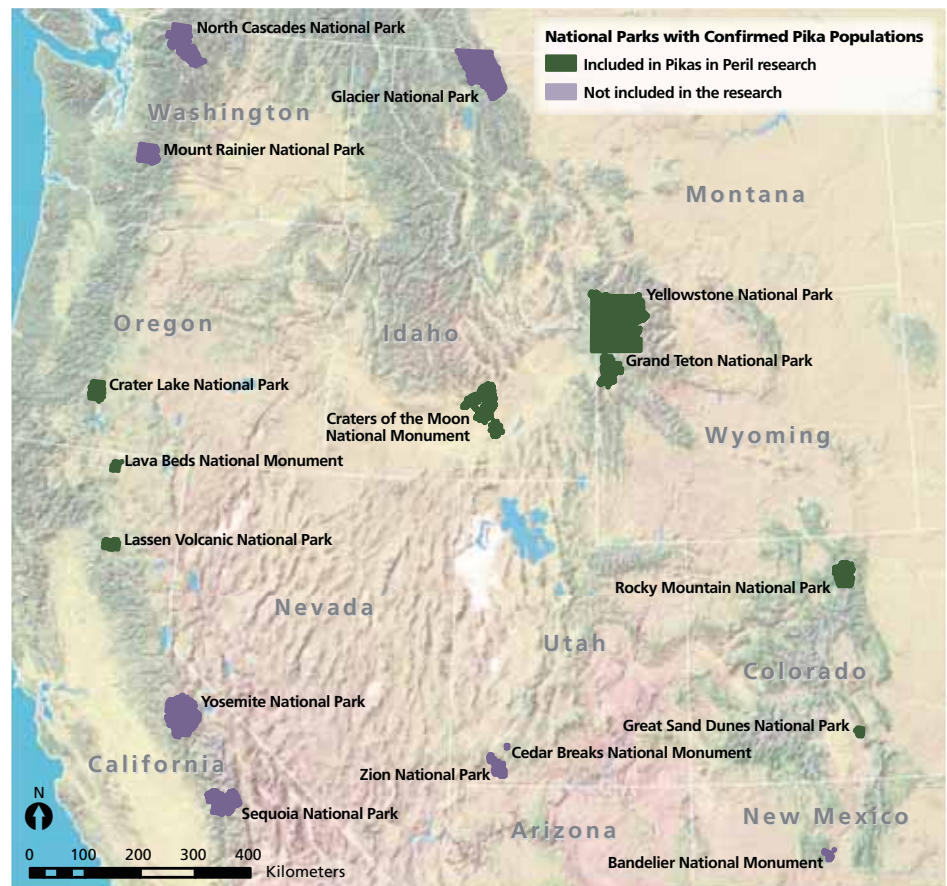 North Cascades National Park
National Parks with Confirmed Pika Populations
Included in Pikas in Peril research
Not included in the research
Glacier National Park
Washington
Mount Rainier National Park
Montana
Yellowstone National Park
Oregon
Idaho
Grand Teton National Park
Crater Lake National Park
Craters of the Moon
National Monument
Wyoming
Lava Beds National Monument
Lassen Volcanic National Park
Rocky Mountain National Park
Nevada
Utah
Colorado
Yosemite National Park
Great Sand Dunes National Park
Cedar Breaks National Monument
California
Zion National Park
N
Sequoia National Park
New Mexico
Arizona
0 100 200 300 400
Kilometers
Bandelier National Monument